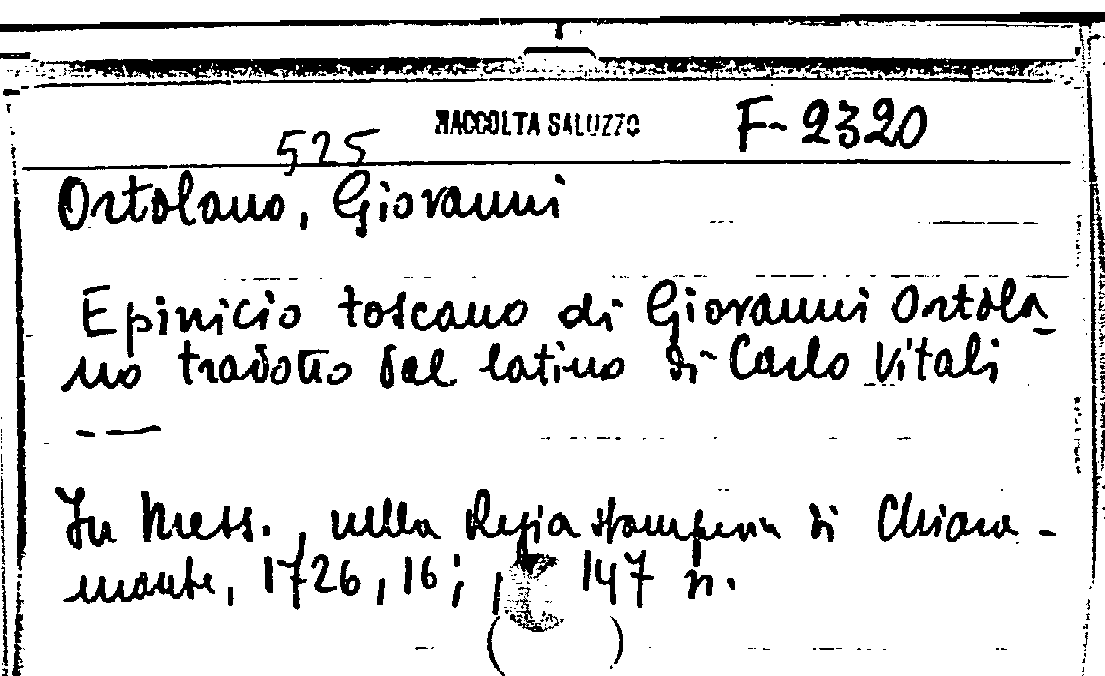 RACCOLTA SALUZZO F-2320
525
Ortolano, Giovanni
Epinicio toscano di Giovanni Ortola-
no tradotto dal latino di Carlo Vitali
In Mess., nella Regia stamperia di Chiara-
monte, 1726, 16; 147 n.
( )